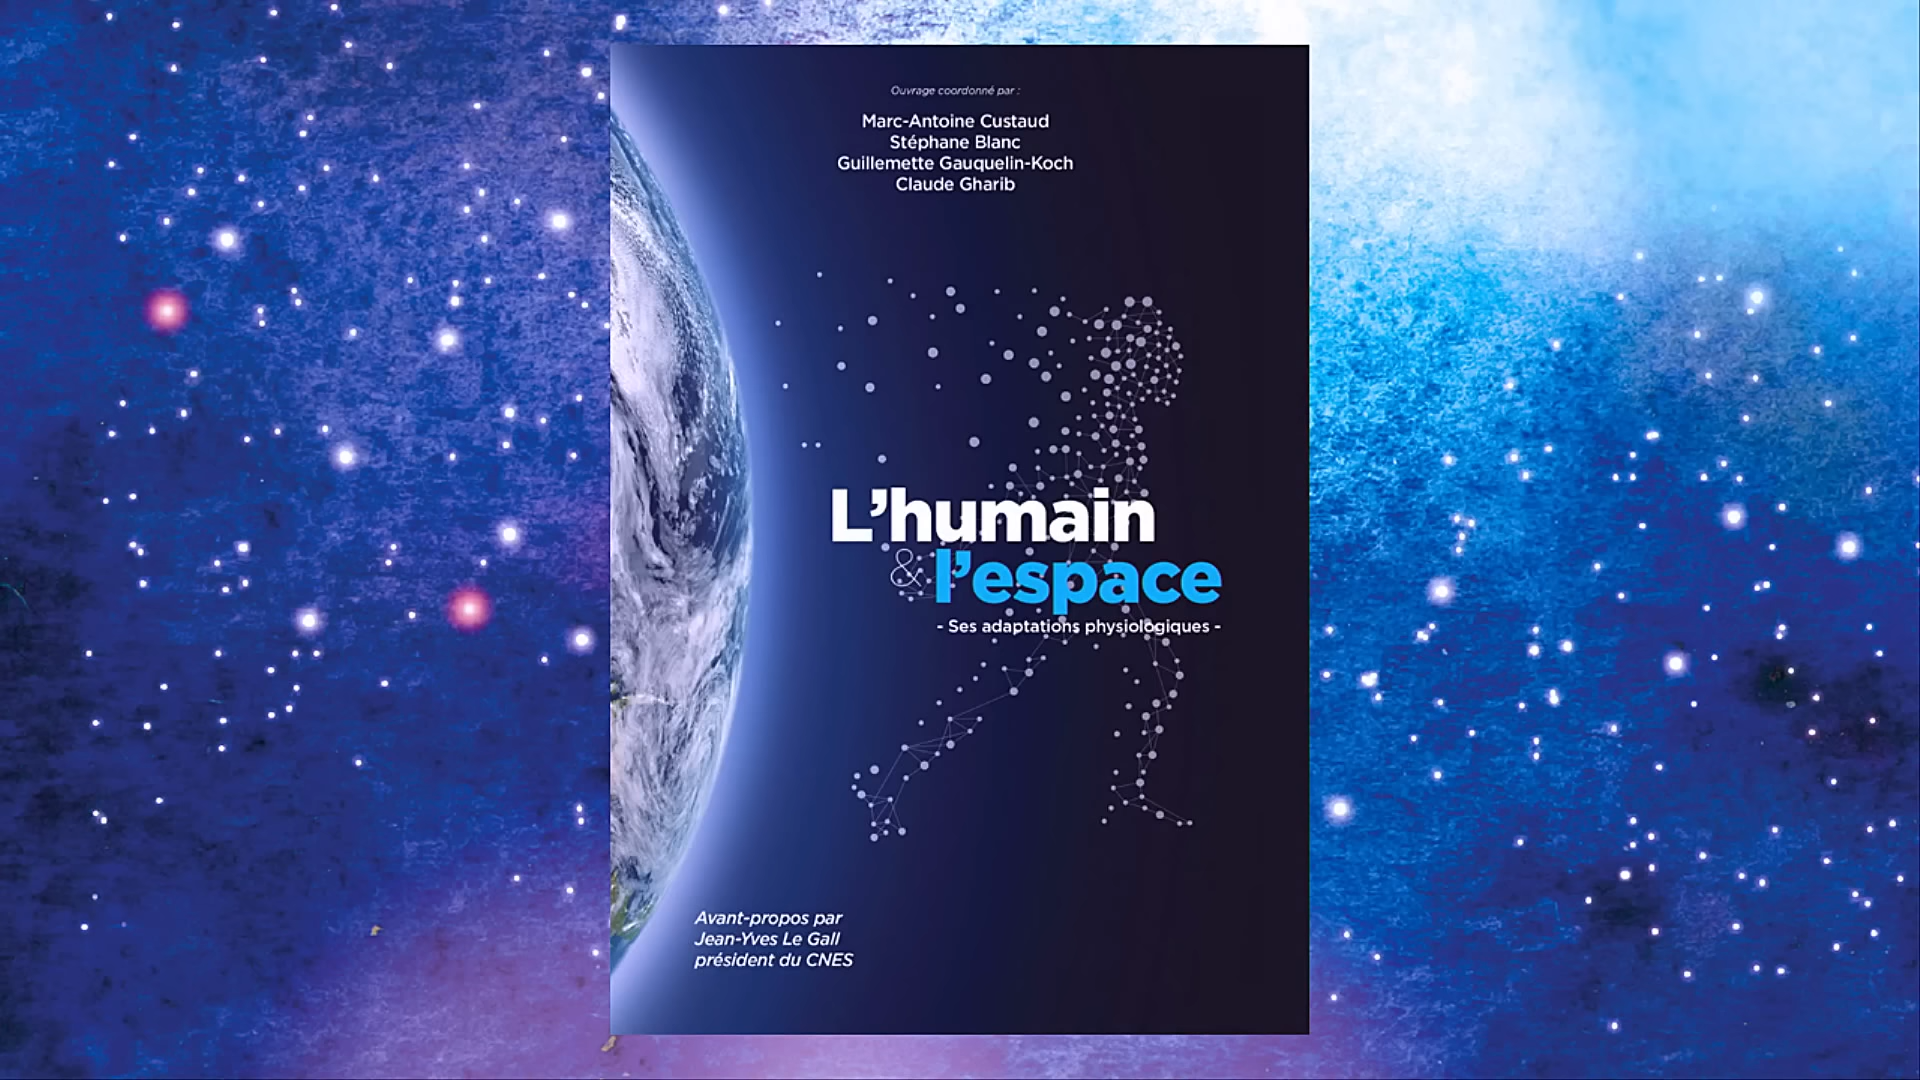 Ouvrage coordonné par :
Marc-Antoine Custaud
Stéphane Blanc
Guillemette Gauquelin-Koch
Claude Gharib
L’humain
& l’espace
- Ses adaptations physiologiques -
Avant-propos par
Jean-Yves Le Gall
président du CNES